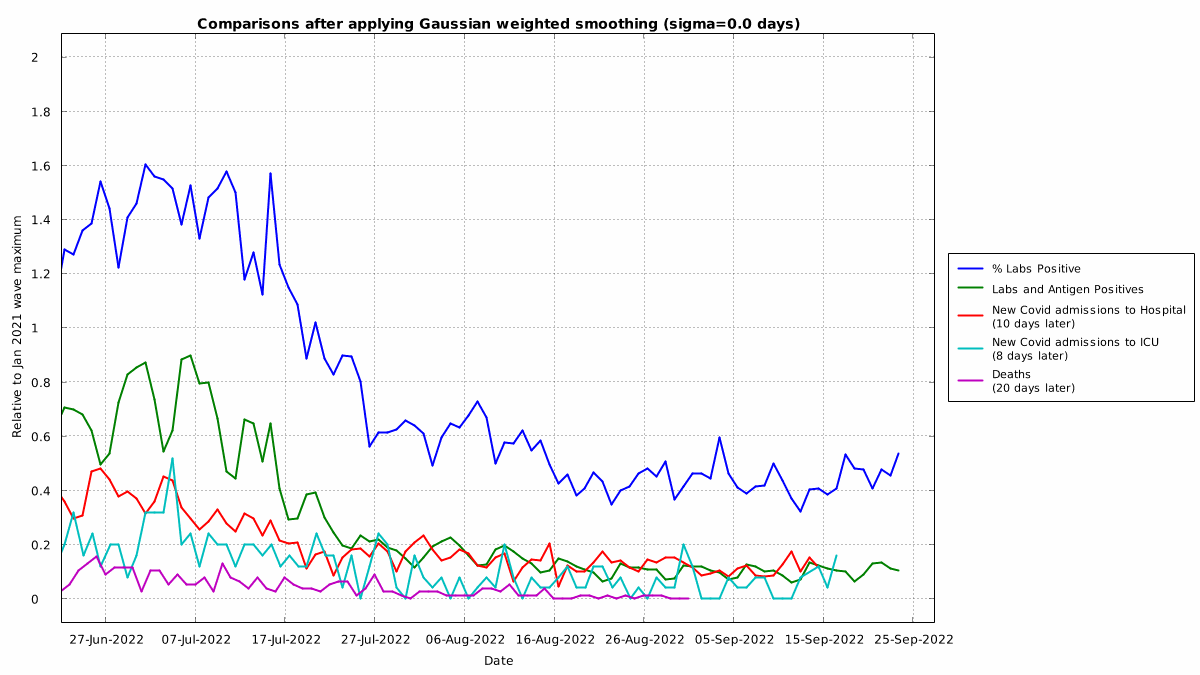 Comparisons after applying Gaussian weighted smoothing (sigma=0.0 days)
2
1.8
1.6
1.4
1.2
1
0.8
0.6
0.4
0.2
0
Relative to Jan 2021 wave maximum
27-Jun-2022 07-Jul-2022 17-Jul-2022 27-Jul-2022 06-Aug-2022 16-Aug-2022 26-Aug-2022 05-Sep-2022 15-Sep-2022 25-Sep-2022
Date
% Labs Positive
Labs and Antigen Positives
New Covid admissions to Hospital
(10 days later)
New Covid admissions to ICU
(8 days later)
Deaths
(20 days later)